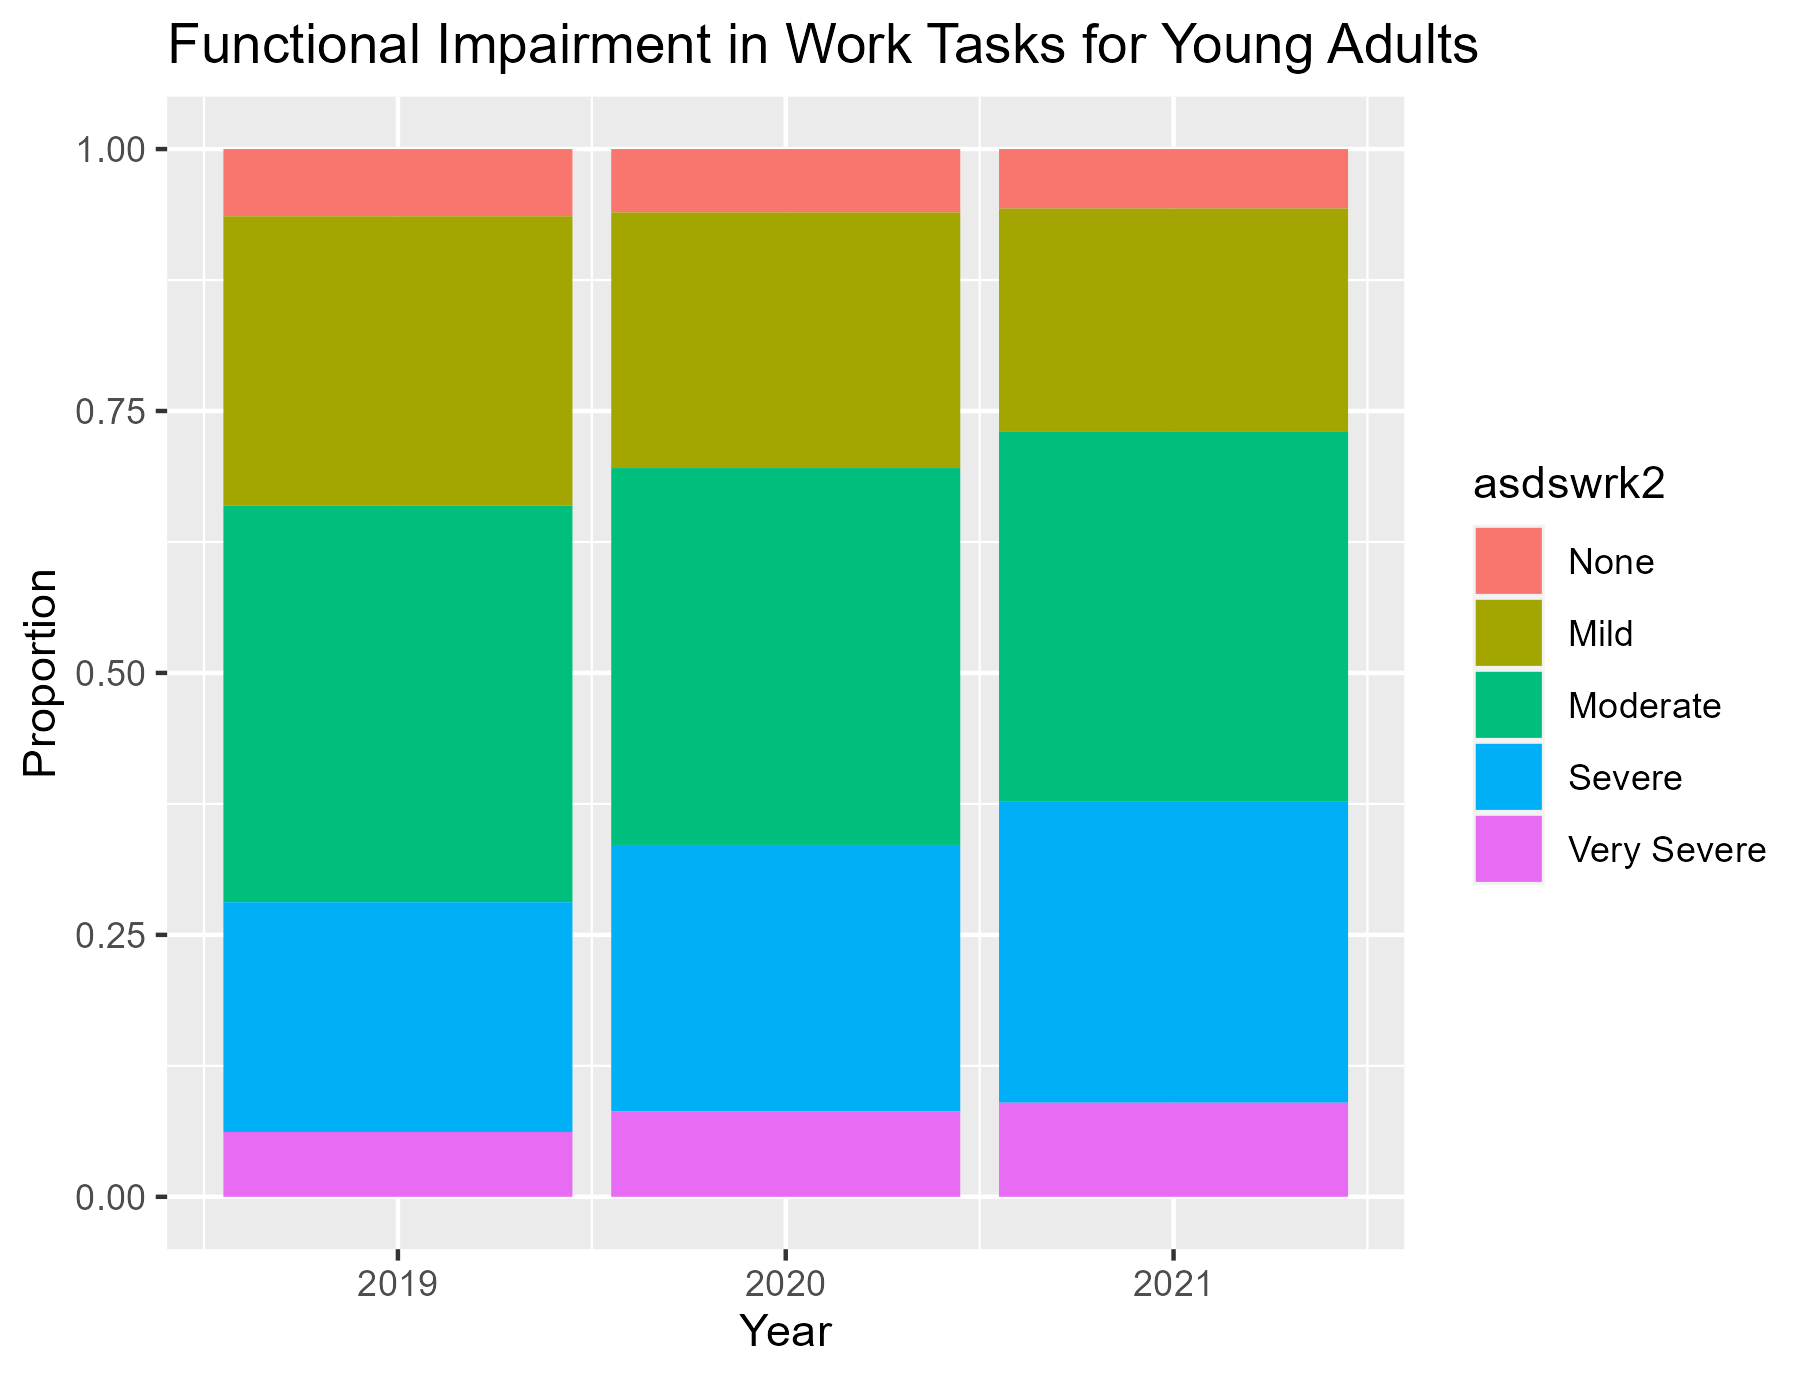 Functional Impairment in Work Tasks for Young Adults
1.00
0.75
0.50
0.25
0.00
Proportion
2019
2020
2021
Year
asdswrk2
None
Mild
Moderate
Severe
Very Severe